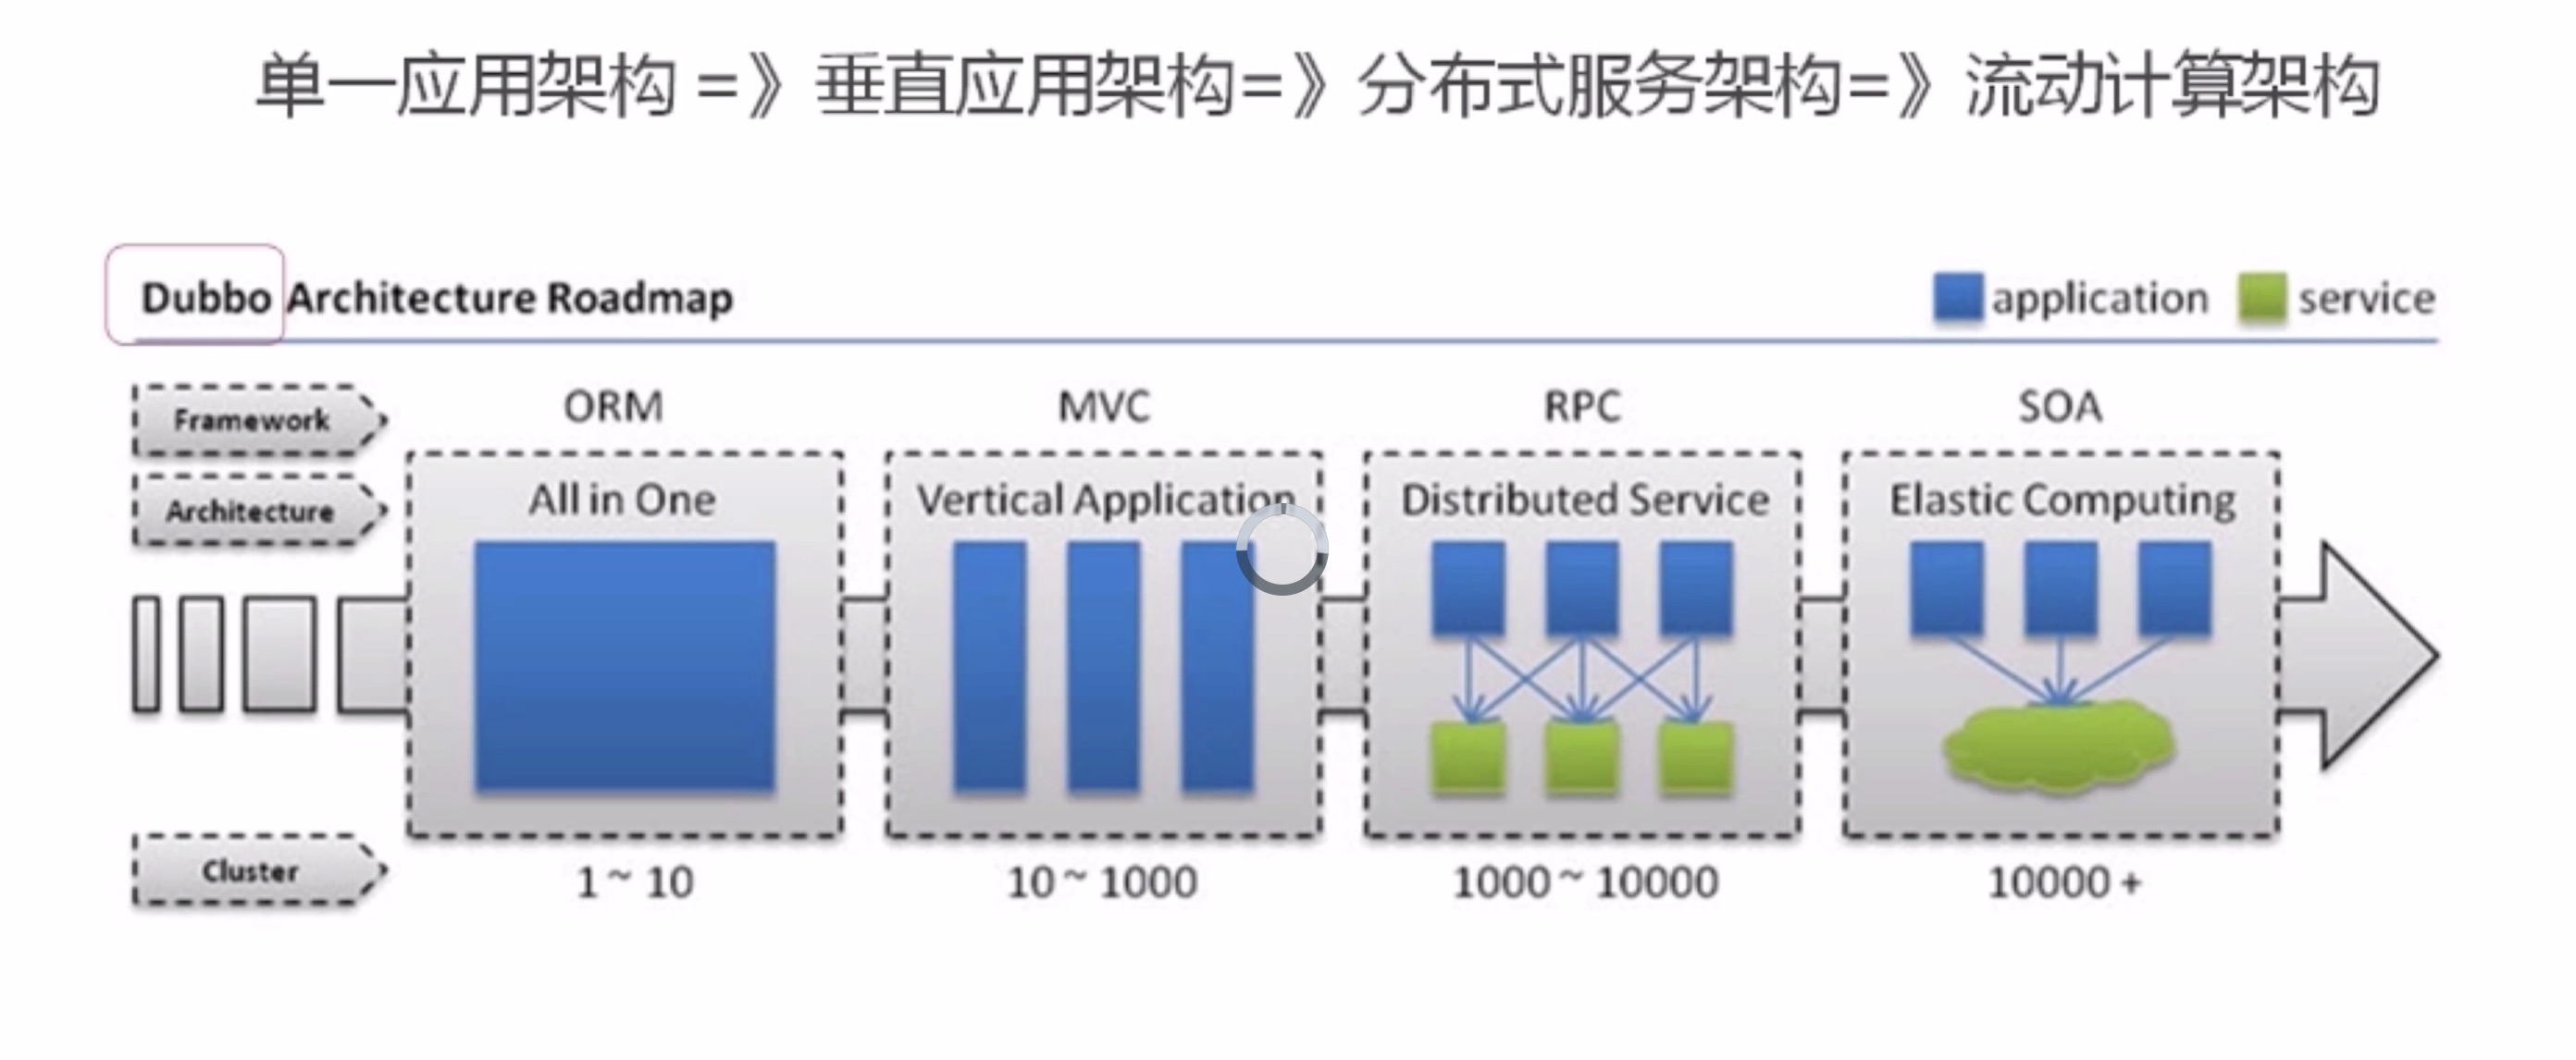 单一应用架构 =》垂直应用架构=》分布式服务架构=》流动计算架构
Dubbo Architecture Roadmap
application service
Framework
ORM MVC RPC SOA
Architecture
All in One Vertical Application Distributed Service Elastic Computing
Cluster
1 ~ 10 10 ~ 1000 1000 ~ 10000 10000 +